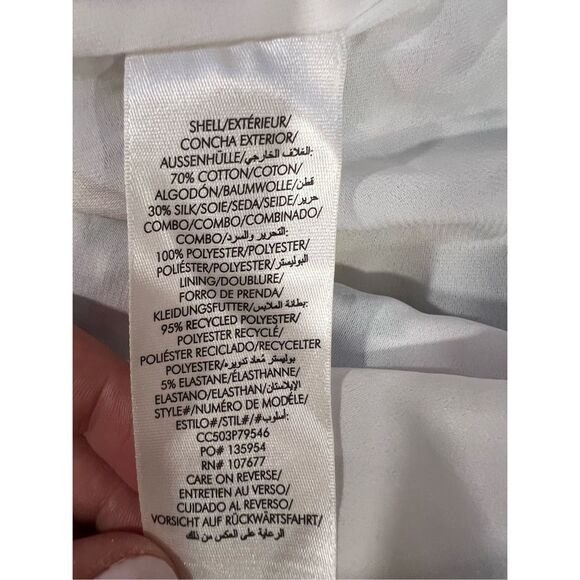 SHELL/EXTÉRIEUR/
CONCHA EXTERIOR/
AUSSENHÜLLE/الغلاف الخارجي:
70% COTTON/COTON/
ALGODÓN/BAUMWOLLE/قطن
30% SILK/SOIE/SEDA/SEIDE/حرير
COMBO/COMBO/COMBINADO/
COMBO/التحرير والسرد:
100% POLYESTER/POLYESTER/
POLIÉSTER/POLYESTER/البوليستر
LINING/DOUBLURE/
FORRO DE PRENDA/
KLEIDUNGSFUTTER/بطانة الملابس:
95% RECYCLED POLYESTER/
POLYESTER RECYCLÉ/
POLIÉSTER RECICLADO/RECYCELTER
POLYESTER/بوليستر مُعاد تدويره
5% ELASTANE/ÉLASTHANNE/
ELASTANO/ELASTHAN/الإيلاستان
STYLE#/NUMÉRO DE MODÈLE/
ESTILO#/STIL#/أسلوب:#
CC503P79546
PO# 135954
RN# 107677
CARE ON REVERSE/
ENTRETIEN AU VERSO/
CUIDADO AL REVERSO/
VORSICHT AUF RÜCKWÄRTSFAHRT/
الرعاية على العكس من ذلك